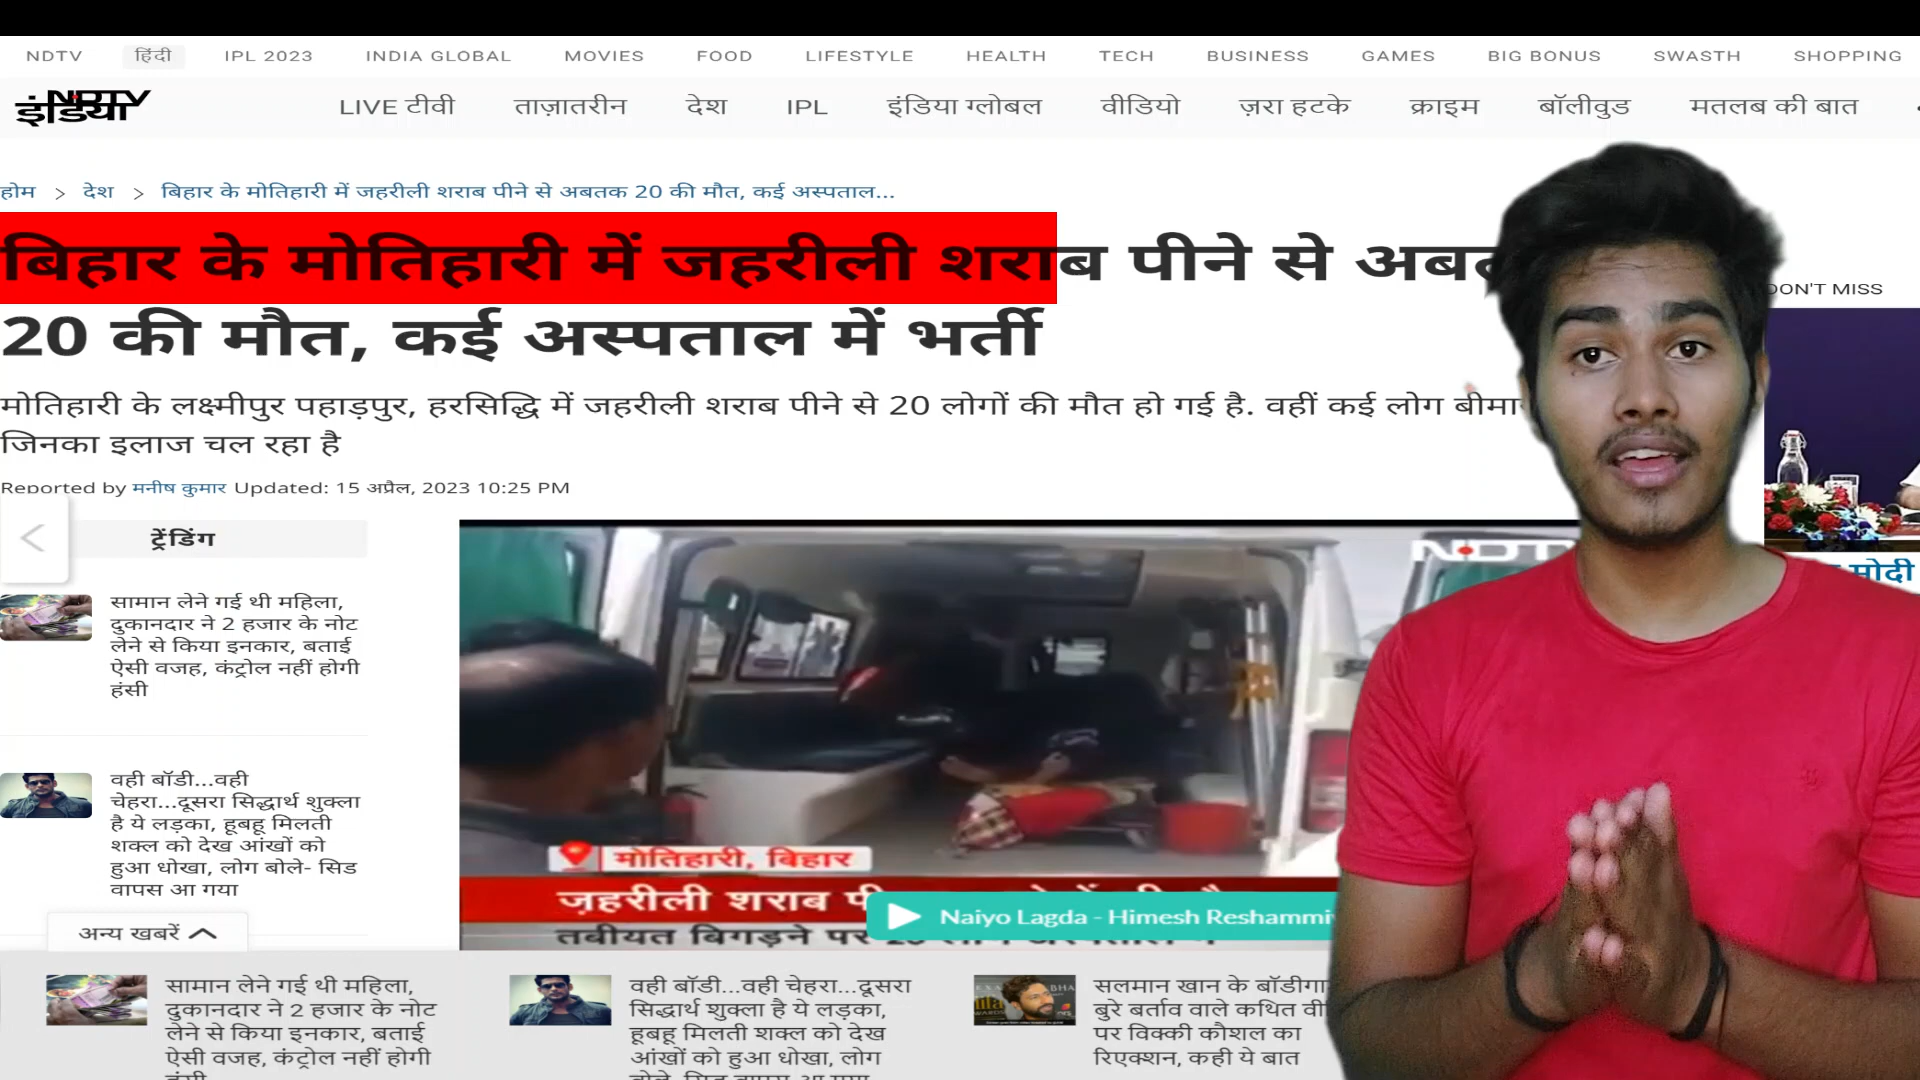 NDTV हिंदी IPL 2023 INDIA GLOBAL MOVIES FOOD LIFESTYLE HEALTH TECH BUSINESS GAMES BIG BONUS SWASTH SHOPPING
NDTV
इंडिया
LIVE टीवी ताज़ातरीन देश IPL इंडिया ग्लोबल वीडियो ज़रा हटके क्राइम बॉलीवुड मतलब की बात
होम > देश > बिहार के मोतिहारी में जहरीली शराब पीने से अबतक 20 की मौत, कई अस्पताल...
बिहार के मोतिहारी में जहरीली शराब पीने से
20 की मौत, कई अस्पताल में भर्ती
DON'T MISS
मोतिहारी के लक्ष्मीपुर पहाड़पुर, हरसिद्धि में जहरीली शराब पीने से 20 लोगों की मौत हो गई है. वहीं कई लोग
जिनका इलाज चल रहा है
Reported by मनीष कुमार Updated: 15 अप्रैल, 2023 10:25 PM
मोदी
ट्रेंडिंग
सामान लेने गई थी महिला,
दुकानदार ने 2 हजार के नोट
लेने से किया इनकार, बताई
ऐसी वजह, कंट्रोल नहीं होगी
हंसी
वही बॉडी...वही
चेहरा...दूसरा सिद्धार्थ शुक्ला
है ये लड़का, हूबहू मिलती
शक्ल को देख आंखों को
हुआ धोखा, लोग बोले- सिड
वापस आ गया
मोतिहारी, बिहार
ज़हरीली शराब
तबीयत बिगड़ने पर
Naiyo Lagda - Himesh
अन्य खबरें
सामान लेने गई थी महिला,
दुकानदार ने 2 हजार के नोट
लेने से किया इनकार, बताई
ऐसी वजह, कंट्रोल नहीं होगी
वही बॉडी...वही चेहरा...दूसरा
सिद्धार्थ शुक्ला है ये लड़का,
हूबहू मिलती शक्ल को देख
आंखों को हुआ धोखा, लोग
सलमान खान के
बुरे बर्ताव वाले कथित
पर विक्की कौशल का
रिएक्शन, कही ये बात